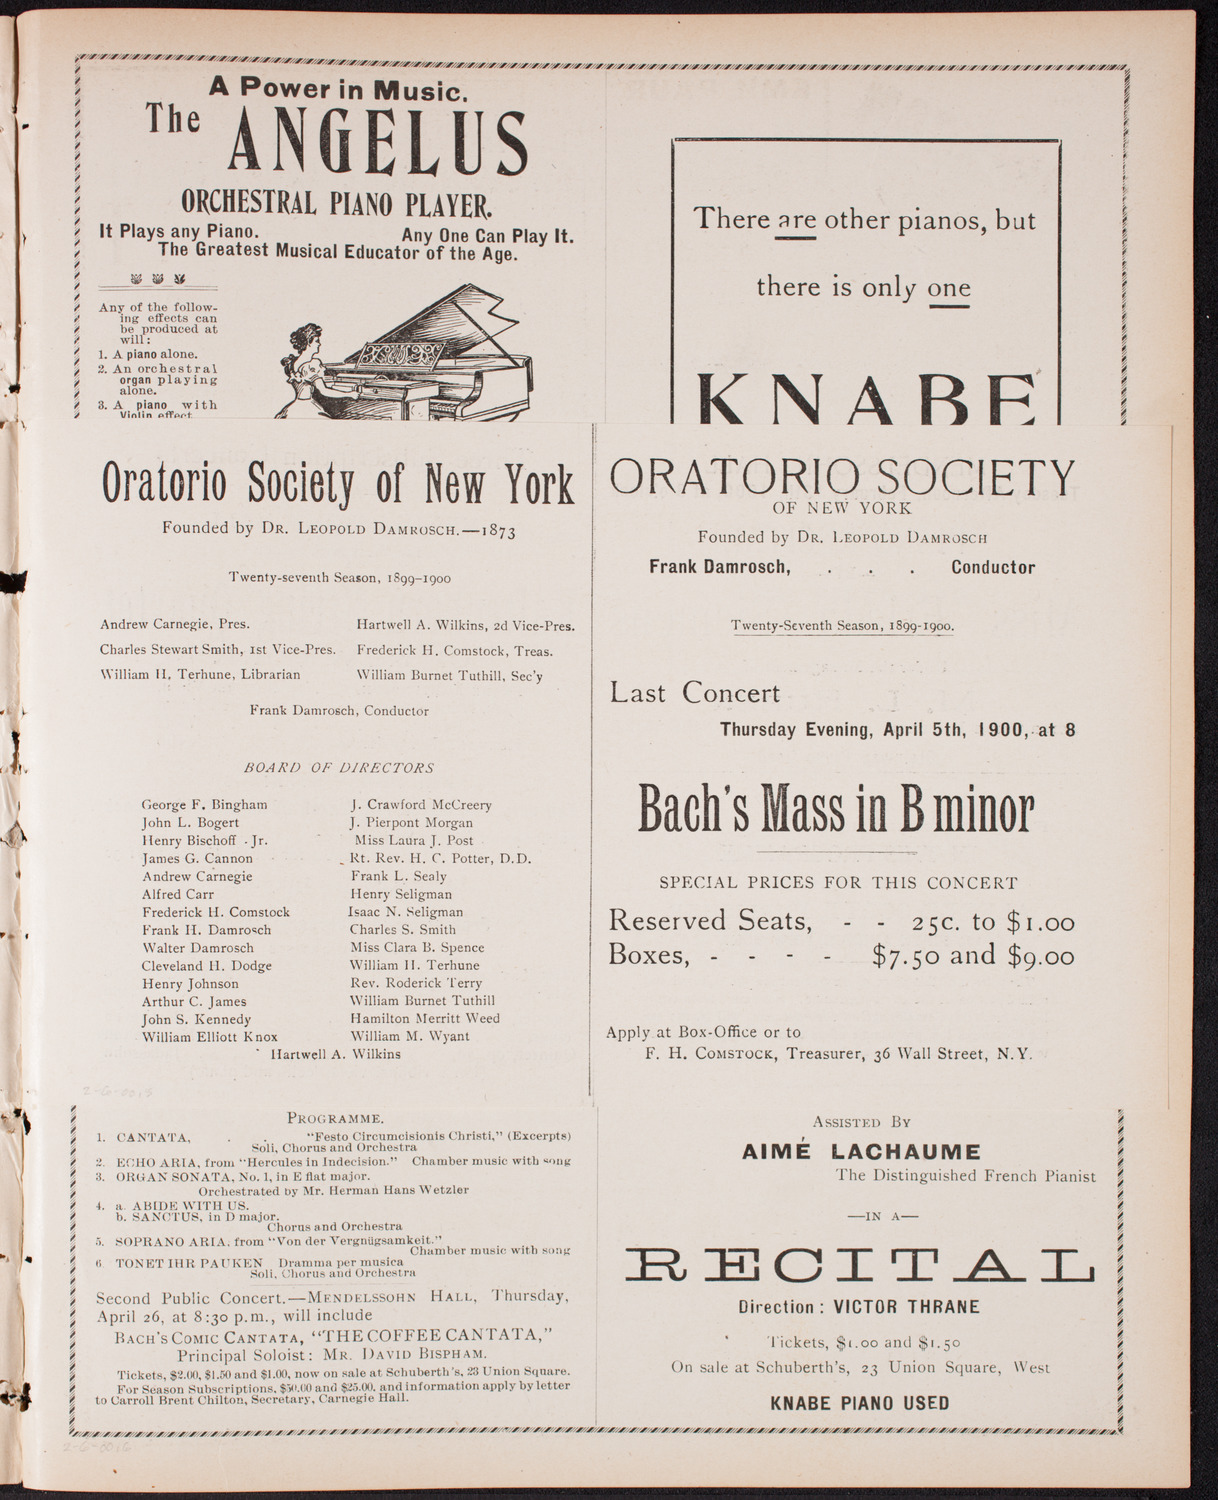 A Power in Music.
The ANGELUS
ORCHESTRAL PIANO PLAYER.
It Plays any Piano. Any One Can Play It.
The Greatest Musical Educator of the Age.
Any of the follow-
ing effects can
be produced at
will:
1. A piano alone.
2. An orchestral
organ playing
alone.
3. A piano with
Violin effect
There are other pianos, but
there is only one
KNABE
Oratorio Society of New York
Founded by DR. LEOPOLD DAMROSCH.—1873
Twenty-seventh Season, 1899-1900
Andrew Carnegie, Pres. Hartwell A. Wilkins, 2d Vice-Pres.
Charles Stewart Smith, 1st Vice-Pres. Frederick H. Comstock, Treas.
William H. Terhune, Librarian William Burnet Tuthill, Sec'y
Frank Damrosch, Conductor
BOARD OF DIRECTORS
George F. Bingham J. Crawford McCreery
John L. Bogert J. Pierpont Morgan
Henry Bischoff · Jr. Miss Laura J. Post
James G. Cannon Rt. Rev. H. C. Potter, D.D.
Andrew Carnegie Frank L. Sealy
Alfred Carr Henry Seligman
Frederick H. Comstock Isaac N. Seligman
Frank H. Damrosch Charles S. Smith
Walter Damrosch Miss Clara B. Spence
Cleveland H. Dodge William H. Terhune
Henry Johnson Rev. Roderick Terry
Arthur C. James William Burnet Tuthill
John S. Kennedy Hamilton Merritt Weed
William Elliott Knox William M. Wyant
Hartwell A. Wilkins
ORATORIO SOCIETY
OF NEW YORK
Founded by DR. LEOPOLD DAMROSCH
Frank Damrosch, . . . Conductor
Twenty-Seventh Season, 1899-1900.
Last Concert
Thursday Evening, April 5th, 1900, at 8
Bach's Mass in B minor
SPECIAL PRICES FOR THIS CONCERT
Reserved Seats, - - 25c. to $1.00
Boxes, - - - - $7.50 and $9.00
Apply at Box-Office or to
F. H. COMSTOCK, Treasurer, 36 Wall Street, N.Y.
2-6-0015
PROGRAMME.
1. CANTATA, . . "Festo Circumcisionis Christi," (Excerpts)
Soli, Chorus and Orchestra
2. ECHO ARIA, from "Hercules in Indecision." Chamber music with song
3. ORGAN SONATA, No. 1, in E flat major.
Orchestrated by Mr. Herman Hans Wetzler
4. a. ABIDE WITH US.
b. SANCTUS, in D major.
Chorus and Orchestra
5. SOPRANO ARIA, from "Von der Vergnügsamkeit."
Chamber music with song
6 TONET IHR PAUKEN Dramma per musica
Soli, Chorus and Orchestra
Second Public Concert.—MENDELSSOHN HALL, Thursday,
April 26, at 8:30 p.m., will include
BACH'S COMIC CANTATA, "THE COFFEE CANTATA,"
Principal Soloist: MR. DAVID BISPHAM.
Tickets, $2.00, $1.50 and $1.00, now on sale at Schuberth's, 23 Union Square.
For Season Subscriptions, $50.00 and $25.00, and information apply by letter
to Carroll Brent Chilton, Secretary, Carnegie Hall.
ASSISTED BY
AIMÉ LACHAUME
The Distinguished French Pianist
—IN A—
RECITAL
Direction: VICTOR THRANE
Tickets, $1.00 and $1.50
On sale at Schuberth's, 23 Union Square, West
KNABE PIANO USED
2-6-0016